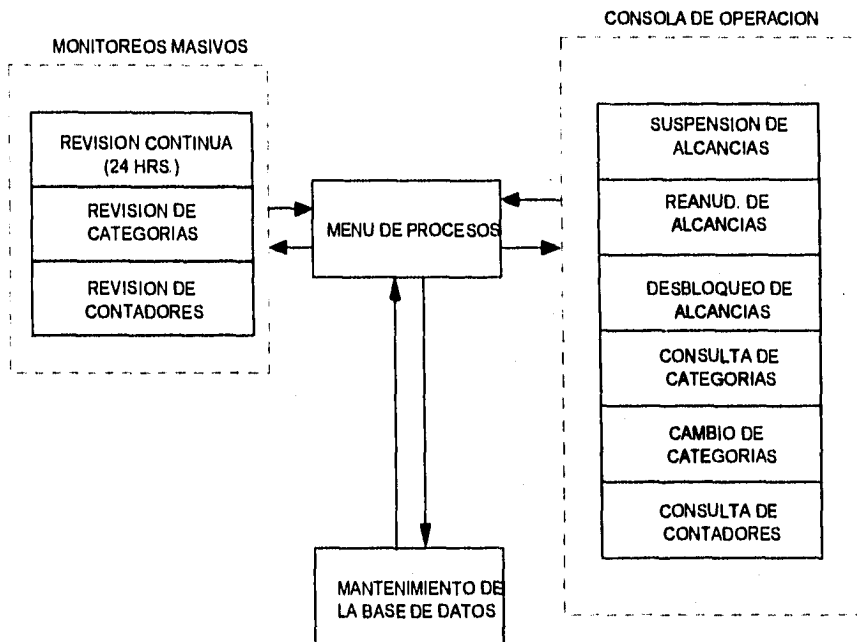 CONSOLA DE OPERACION
MONITOREOS MASIVOS
REVISION CONTINUA
(24 HRS.)
REVISION DE
CATEGORIAS
REVISION DE
CONTADORES
MENU DE PROCESOS
MANTENIMIENTO DE
LA BASE DE DATOS
SUSPENSION DE
ALCANCIAS
REANUD. DE
ALCANCIAS
DESBLOQUEO DE
ALCANCIAS
CONSULTA DE
CATEGORIAS
CAMBIO DE
CATEGORIAS
CONSULTA DE
CONTADORES